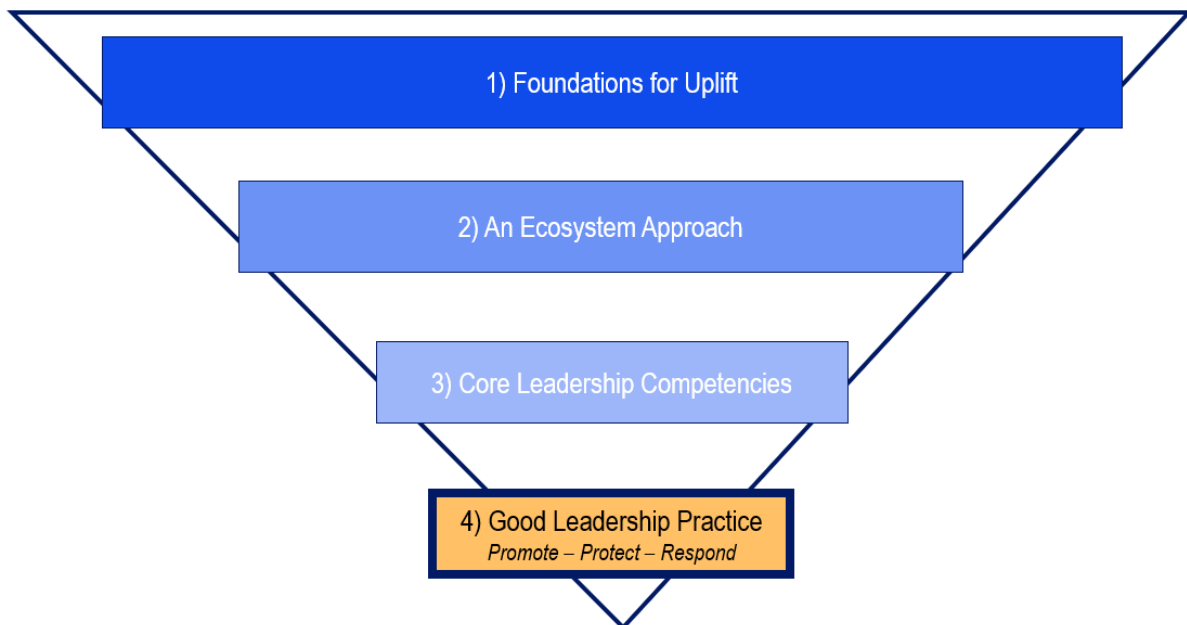 1) Foundations for Uplift
2) An Ecosystem Approach
3) Core Leadership Competencies
4) Good Leadership Practice
Promote – Protect – Respond